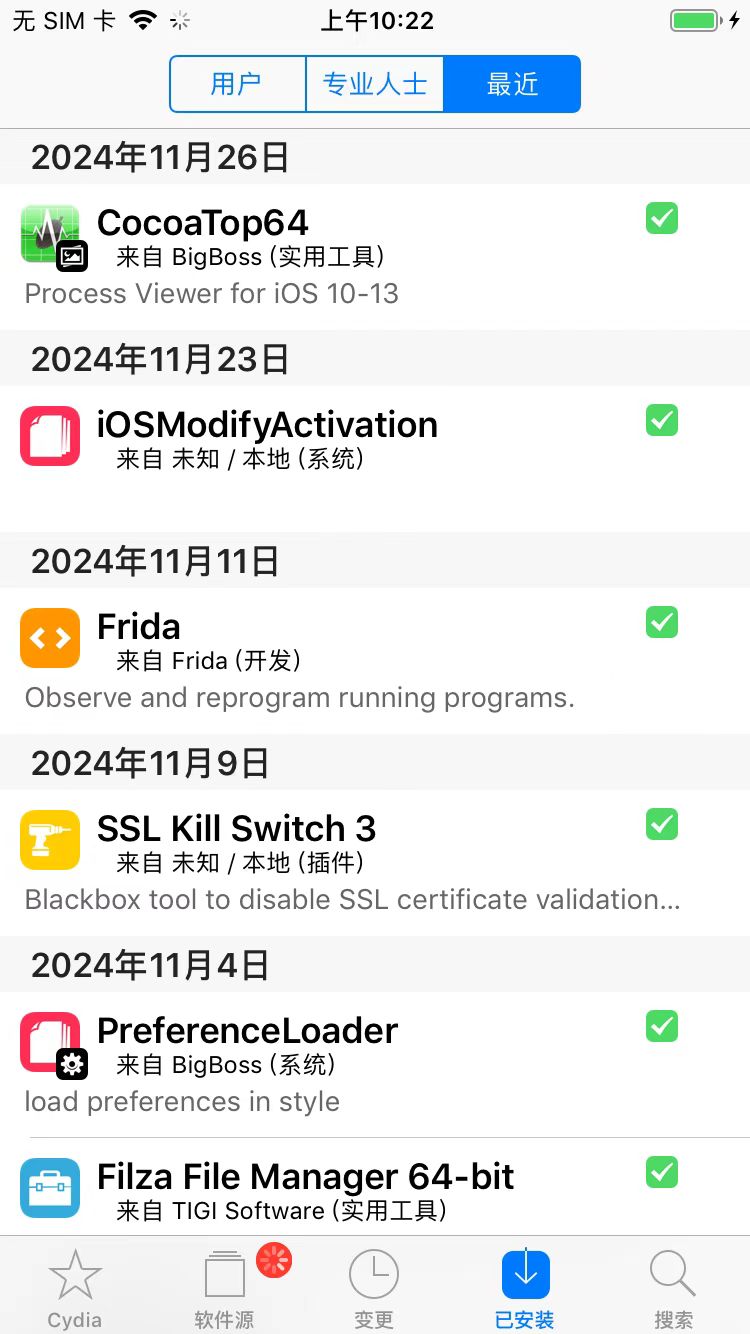 无 SIM 卡
上午10:22
用户
专业人士
最近
2024年11月26日
CocoaTop64
来自 BigBoss (实用工具)
Process Viewer for iOS 10-13
2024年11月23日
iOSModifyActivation
来自 未知 / 本地 (系统)
2024年11月11日
Frida
来自 Frida (开发)
Observe and reprogram running programs.
2024年11月9日
SSL Kill Switch 3
来自 未知 / 本地 (插件)
Blackbox tool to disable SSL certificate validation...
2024年11月4日
PreferenceLoader
来自 BigBoss (系统)
load preferences in style
Filza File Manager 64-bit
来自 TIGI Software (实用工具)
Cydia
软件源
变更
已安装
搜索